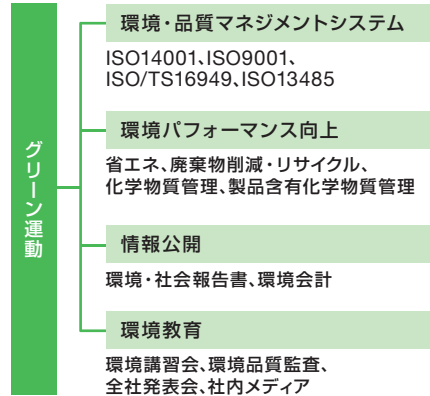 グリーン運動
環境・品質マネジメントシステム
ISO14001、ISO9001、
ISO/TS16949、ISO13485
環境パフォーマンス向上
省エネ、廃棄物削減・リサイクル、
化学物質管理、製品含有化学物質管理
情報公開
環境・社会報告書、環境会計
環境教育
環境講習会、環境品質監査、
全社発表会、社内メディア